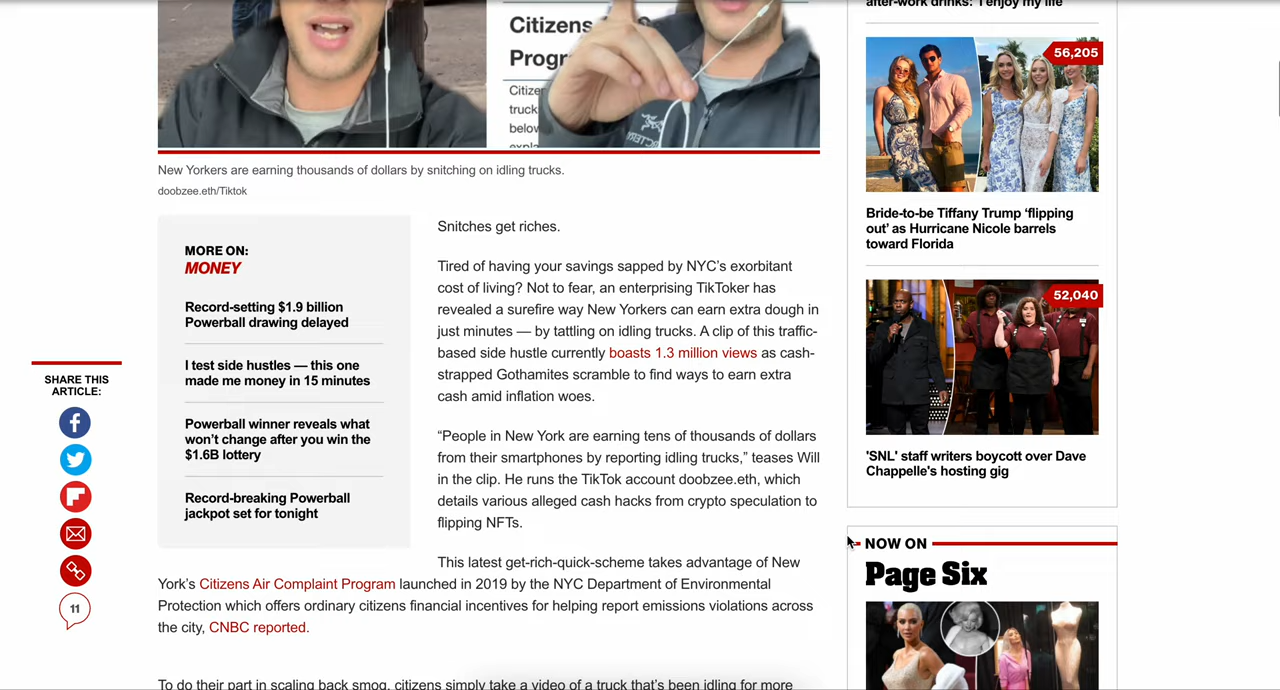 Citizens
Progr
Citizen
truck
below
New Yorkers are earning thousands of dollars by snitching on idling trucks.
doobzee.eth/Tiktok
MORE ON:
MONEY
Record-setting $1.9 billion
Powerball drawing delayed
I test side hustles — this one
made me money in 15 minutes
Powerball winner reveals what
won’t change after you win the
$1.6B lottery
Record-breaking Powerball
jackpot set for tonight
SHARE THIS
ARTICLE:
11
Snitches get riches.
Tired of having your savings sapped by NYC’s exorbitant
cost of living? Not to fear, an enterprising TikToker has
revealed a surefire way New Yorkers can earn extra dough in
just minutes — by tattling on idling trucks. A clip of this traffic-
based side hustle currently boasts 1.3 million views as cash-
strapped Gothamites scramble to find ways to earn extra
cash amid inflation woes.
“People in New York are earning tens of thousands of dollars
from their smartphones by reporting idling trucks,” teases Will
in the clip. He runs the TikTok account doobzee.eth, which
details various alleged cash hacks from crypto speculation to
flipping NFTs.
This latest get-rich-quick-scheme takes advantage of New
York’s Citizens Air Complaint Program launched in 2019 by the NYC Department of Environmental
Protection which offers ordinary citizens financial incentives for helping report emissions violations across
the city, CNBC reported.
To do their part in scaling back smog, citizens simply take a video of a truck that’s been idling for more
after-work drinks: ‘I enjoy my life’
56,205
Bride-to-be Tiffany Trump ‘flipping
out’ as Hurricane Nicole barrels
toward Florida
52,040
'SNL' staff writers boycott over Dave
Chappelle's hosting gig
NOW ON
Page Six